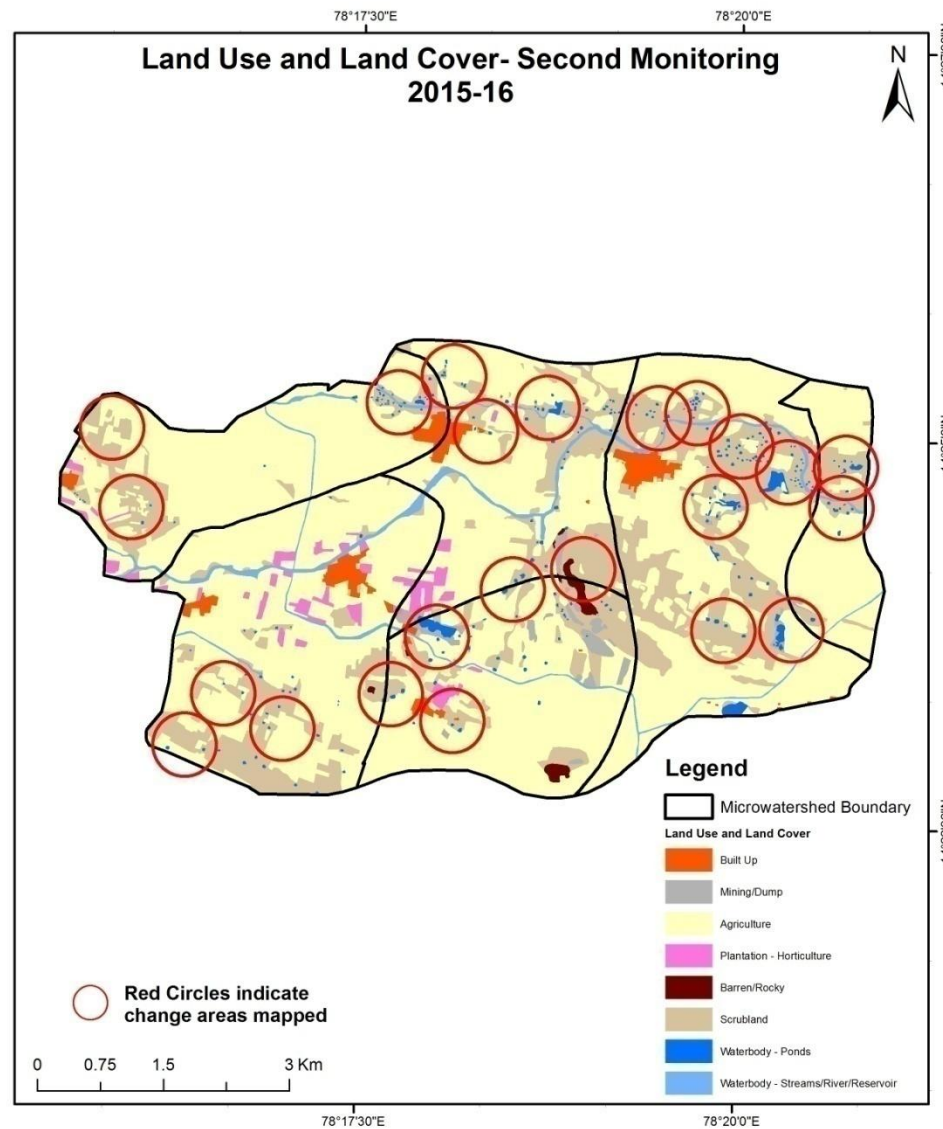 78°17'30"E
78°20'0"E
Land Use and Land Cover- Second Monitoring
2015-16
N
Legend
Microwatershed Boundary
Land Use and Land Cover
Built Up
Mining/Dump
Agriculture
Plantation - Horticulture
Barren/Rocky
Scrubland
Waterbody - Ponds
Waterbody - Streams/River/Reservoir
Red Circles indicate
change areas mapped
0 0.75 1.5 3 Km
78°17'30"E
78°20'0"E